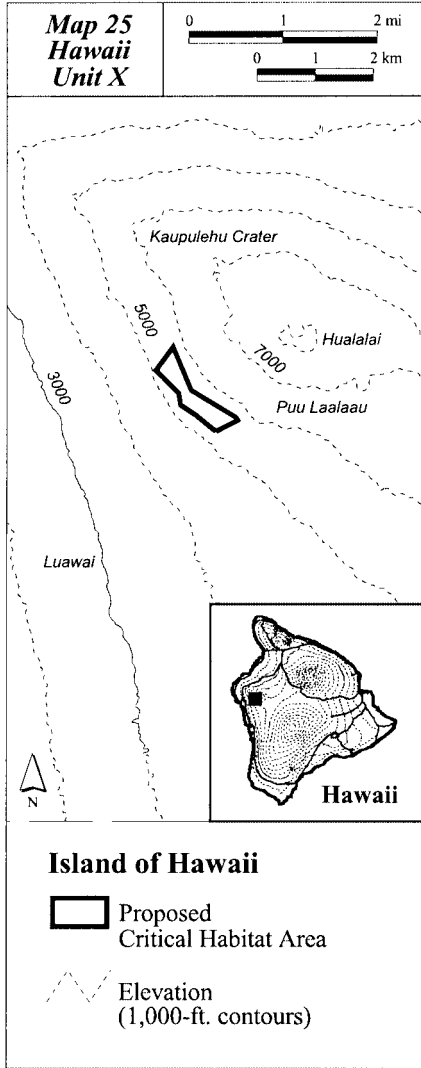 Map 25
Hawaii
Unit X
0 1 2 mi
0 1 2 km
Kaupulehu Crater
5000
Hualalai
7000
3000
Puu Laalaau
Luawai
N
Hawaii
Island of Hawaii
Proposed
Critical Habitat Area
Elevation
(1,000-ft. contours)